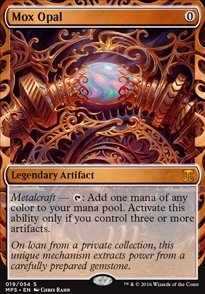 Mox Opal 0
Legendary Artifact
Metalcraft — T: Add one mana of any
color to your mana pool. Activate this
ability only if you control three or more
artifacts.
On loan from a private collection, this
unique mechanism extracts power from a
carefully prepared gemstone.
019/054 S
MPS • EN Chris Rahn
™ & © 2016 Wizards of the Coast